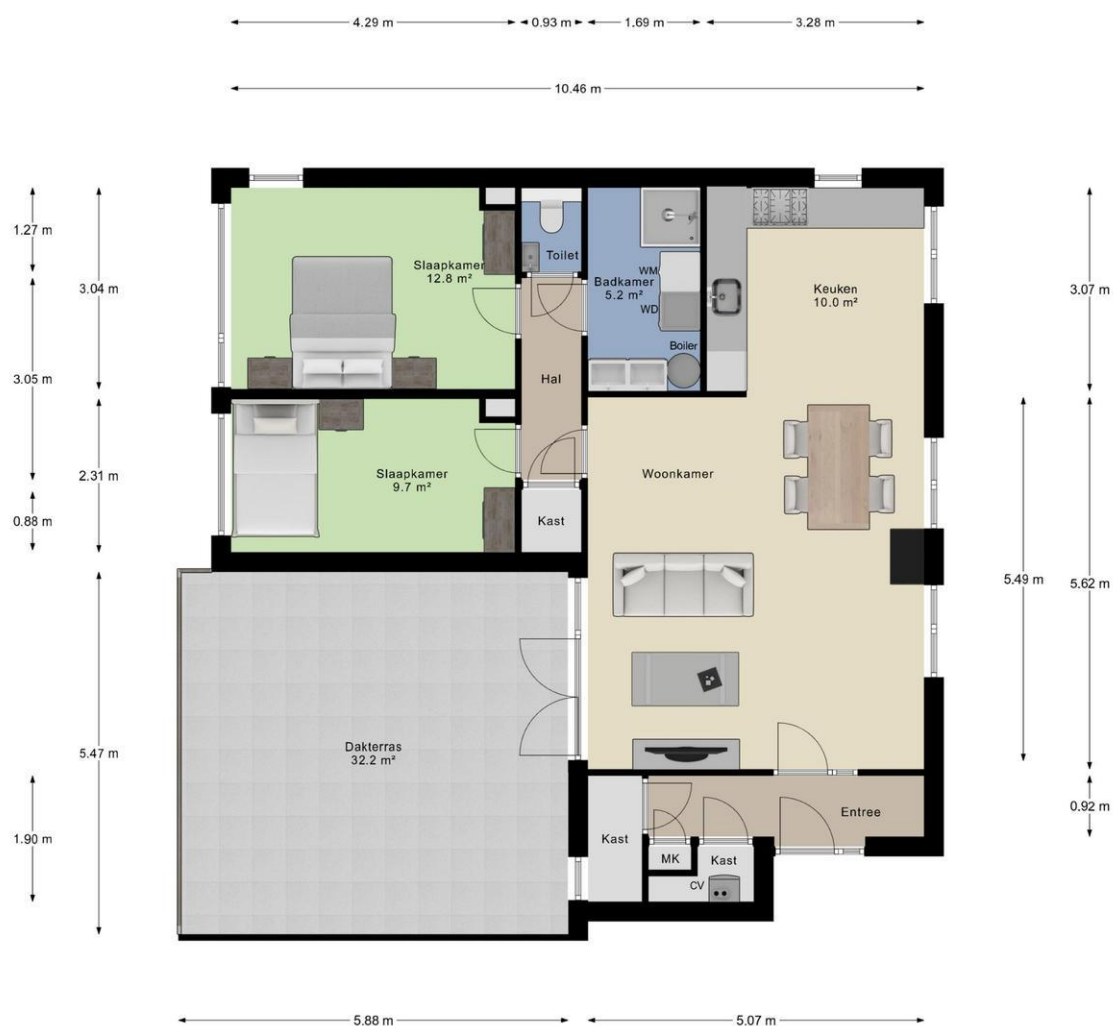 4.29 m 0.93 m 1.69 m 3.28 m
10.46 m
1.27 m
3.04 m
3.05 m
2.31 m
0.88 m
5.47 m
1.90 m
Slaapkamer
12.8 m²
Toilet
WM
Badkamer
5.2 m²
WD
Boiler
Keuken
10.0 m²
Hal
Slaapkamer
9.7 m²
Kast
Woonkamer
Dakterras
32.2 m²
Entree
Kast
MK
Kast
CV
3.07 m
5.49 m
5.62 m
0.92 m
5.88 m 5.07 m